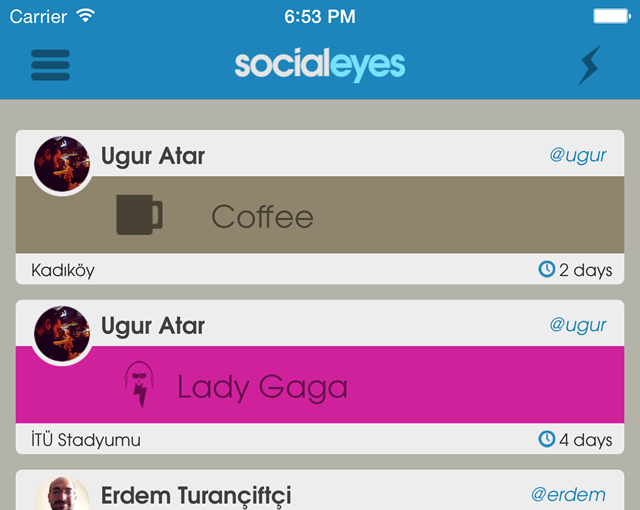 Carrier 6:53 PM
socialeyes
Ugur Atar @ugur
Coffee
Kadıköy 2 days
Ugur Atar @ugur
Lady Gaga
İTÜ Stadyumu 4 days
Erdem Turançiftçi @erdem